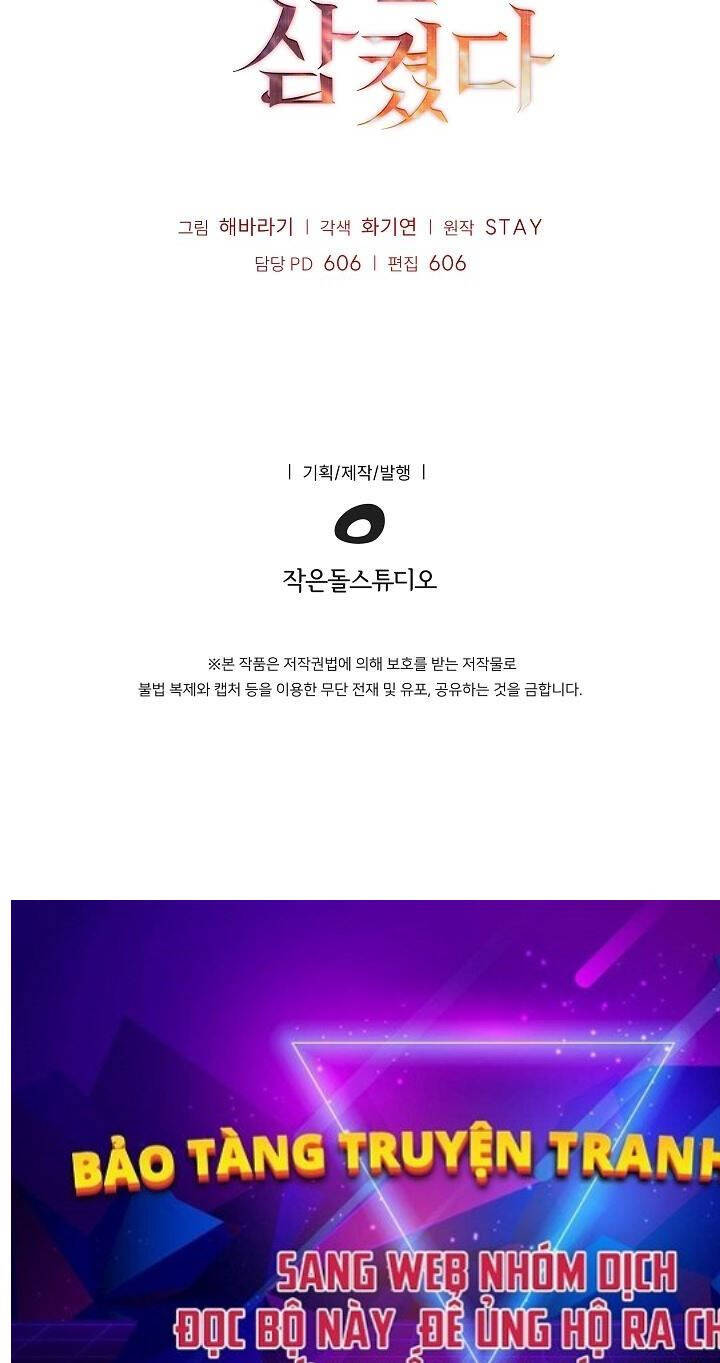 삼켰다
그림 해바라기 | 각색 화기연 | 원작 STAY
담당 PD 606 | 편집 606
| 기획/제작/발행 |
작은돌스튜디오
※본 작품은 저작권법에 의해 보호를 받는 저작물로
불법 복제와 캡처 등을 이용한 무단 전재 및 유포, 공유하는 것을 금합니다.
BẢO TÀNG TRUYỆN TRANH
SANG WEB NHÓM DỊCH
ĐỌC BỘ NÀY ĐỂ ỦNG HỘ RA